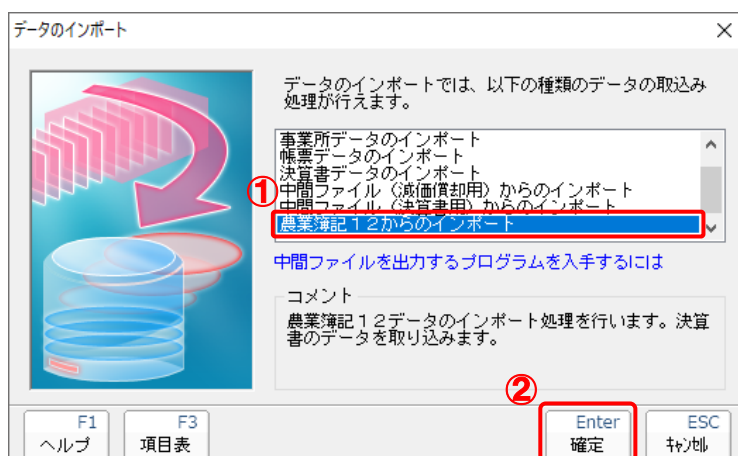 データのインポート
データのインポートでは、以下の種類のデータの取込み
処理が行えます。
事業所データのインポート
帳票データのインポート
決算書データのインポート
①
中間ファイル（減価償却用）からのインポート
中間ファイル（決算書用）からのインポート
農業簿記１２からのインポート
中間ファイルを出力するプログラムを入手するには
コメント
農業簿記１２データのインポート処理を行います。決算
書のデータを取り込みます。
②
F1
ヘルプ
F3
項目表
Enter
確定
ESC
ｷｬﾝｾﾙ